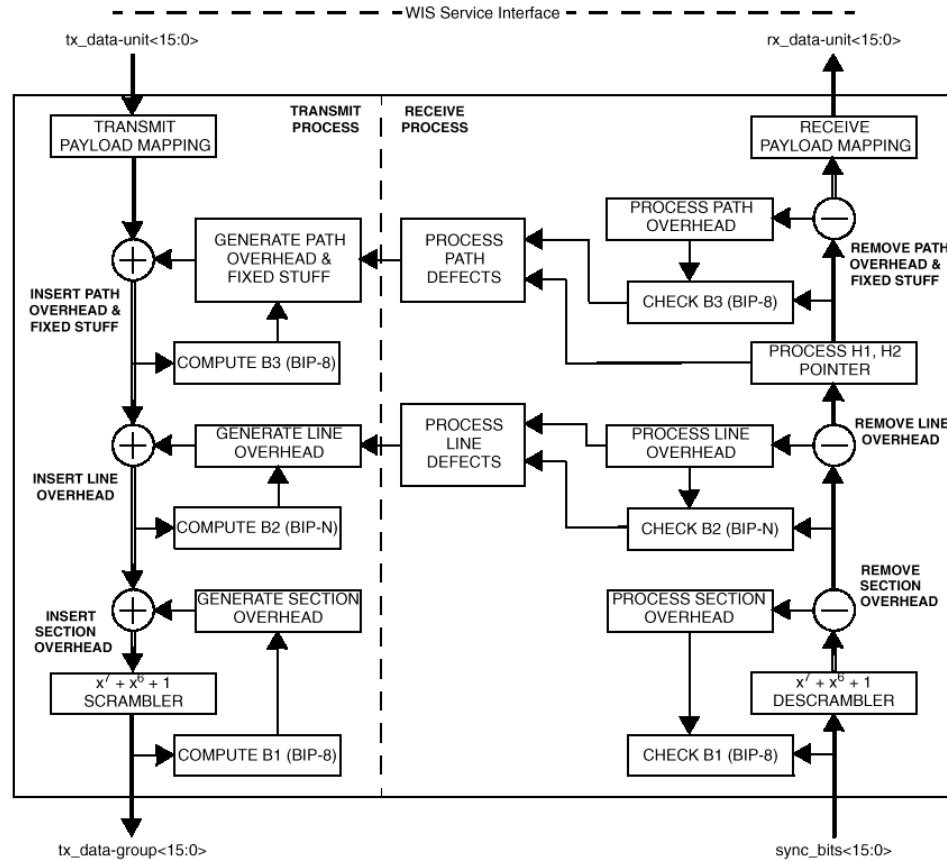 WIS Service Interface
tx_data-unit<15:0>
rx_data-unit<15:0>
TRANSMIT
PROCESS
RECEIVE
PROCESS
TRANSMIT
PAYLOAD MAPPING
RECEIVE
PAYLOAD MAPPING
GENERATE PATH
OVERHEAD &
FIXED STUFF
PROCESS
PATH
DEFECTS
PROCESS PATH
OVERHEAD
REMOVE PATH
OVERHEAD &
FIXED STUFF
INSERT PATH
OVERHEAD &
FIXED STUFF
CHECK B3 (BIP-8)
COMPUTE B3 (BIP-8)
PROCESS H1, H2
POINTER
GENERATE LINE
OVERHEAD
PROCESS
LINE
DEFECTS
PROCESS LINE
OVERHEAD
REMOVE LINE
OVERHEAD
INSERT LINE
OVERHEAD
COMPUTE B2 (BIP-N)
CHECK B2 (BIP-N)
REMOVE
SECTION
OVERHEAD
GENERATE SECTION
OVERHEAD
PROCESS SECTION
OVERHEAD
INSERT
SECTION
OVERHEAD
x⁷ + x⁶ + 1
SCRAMBLER
x⁷ + x⁶ + 1
DESCRAMBLER
COMPUTE B1 (BIP-8)
CHECK B1 (BIP-8)
tx_data-group<15:0>
sync_bits<15:0>